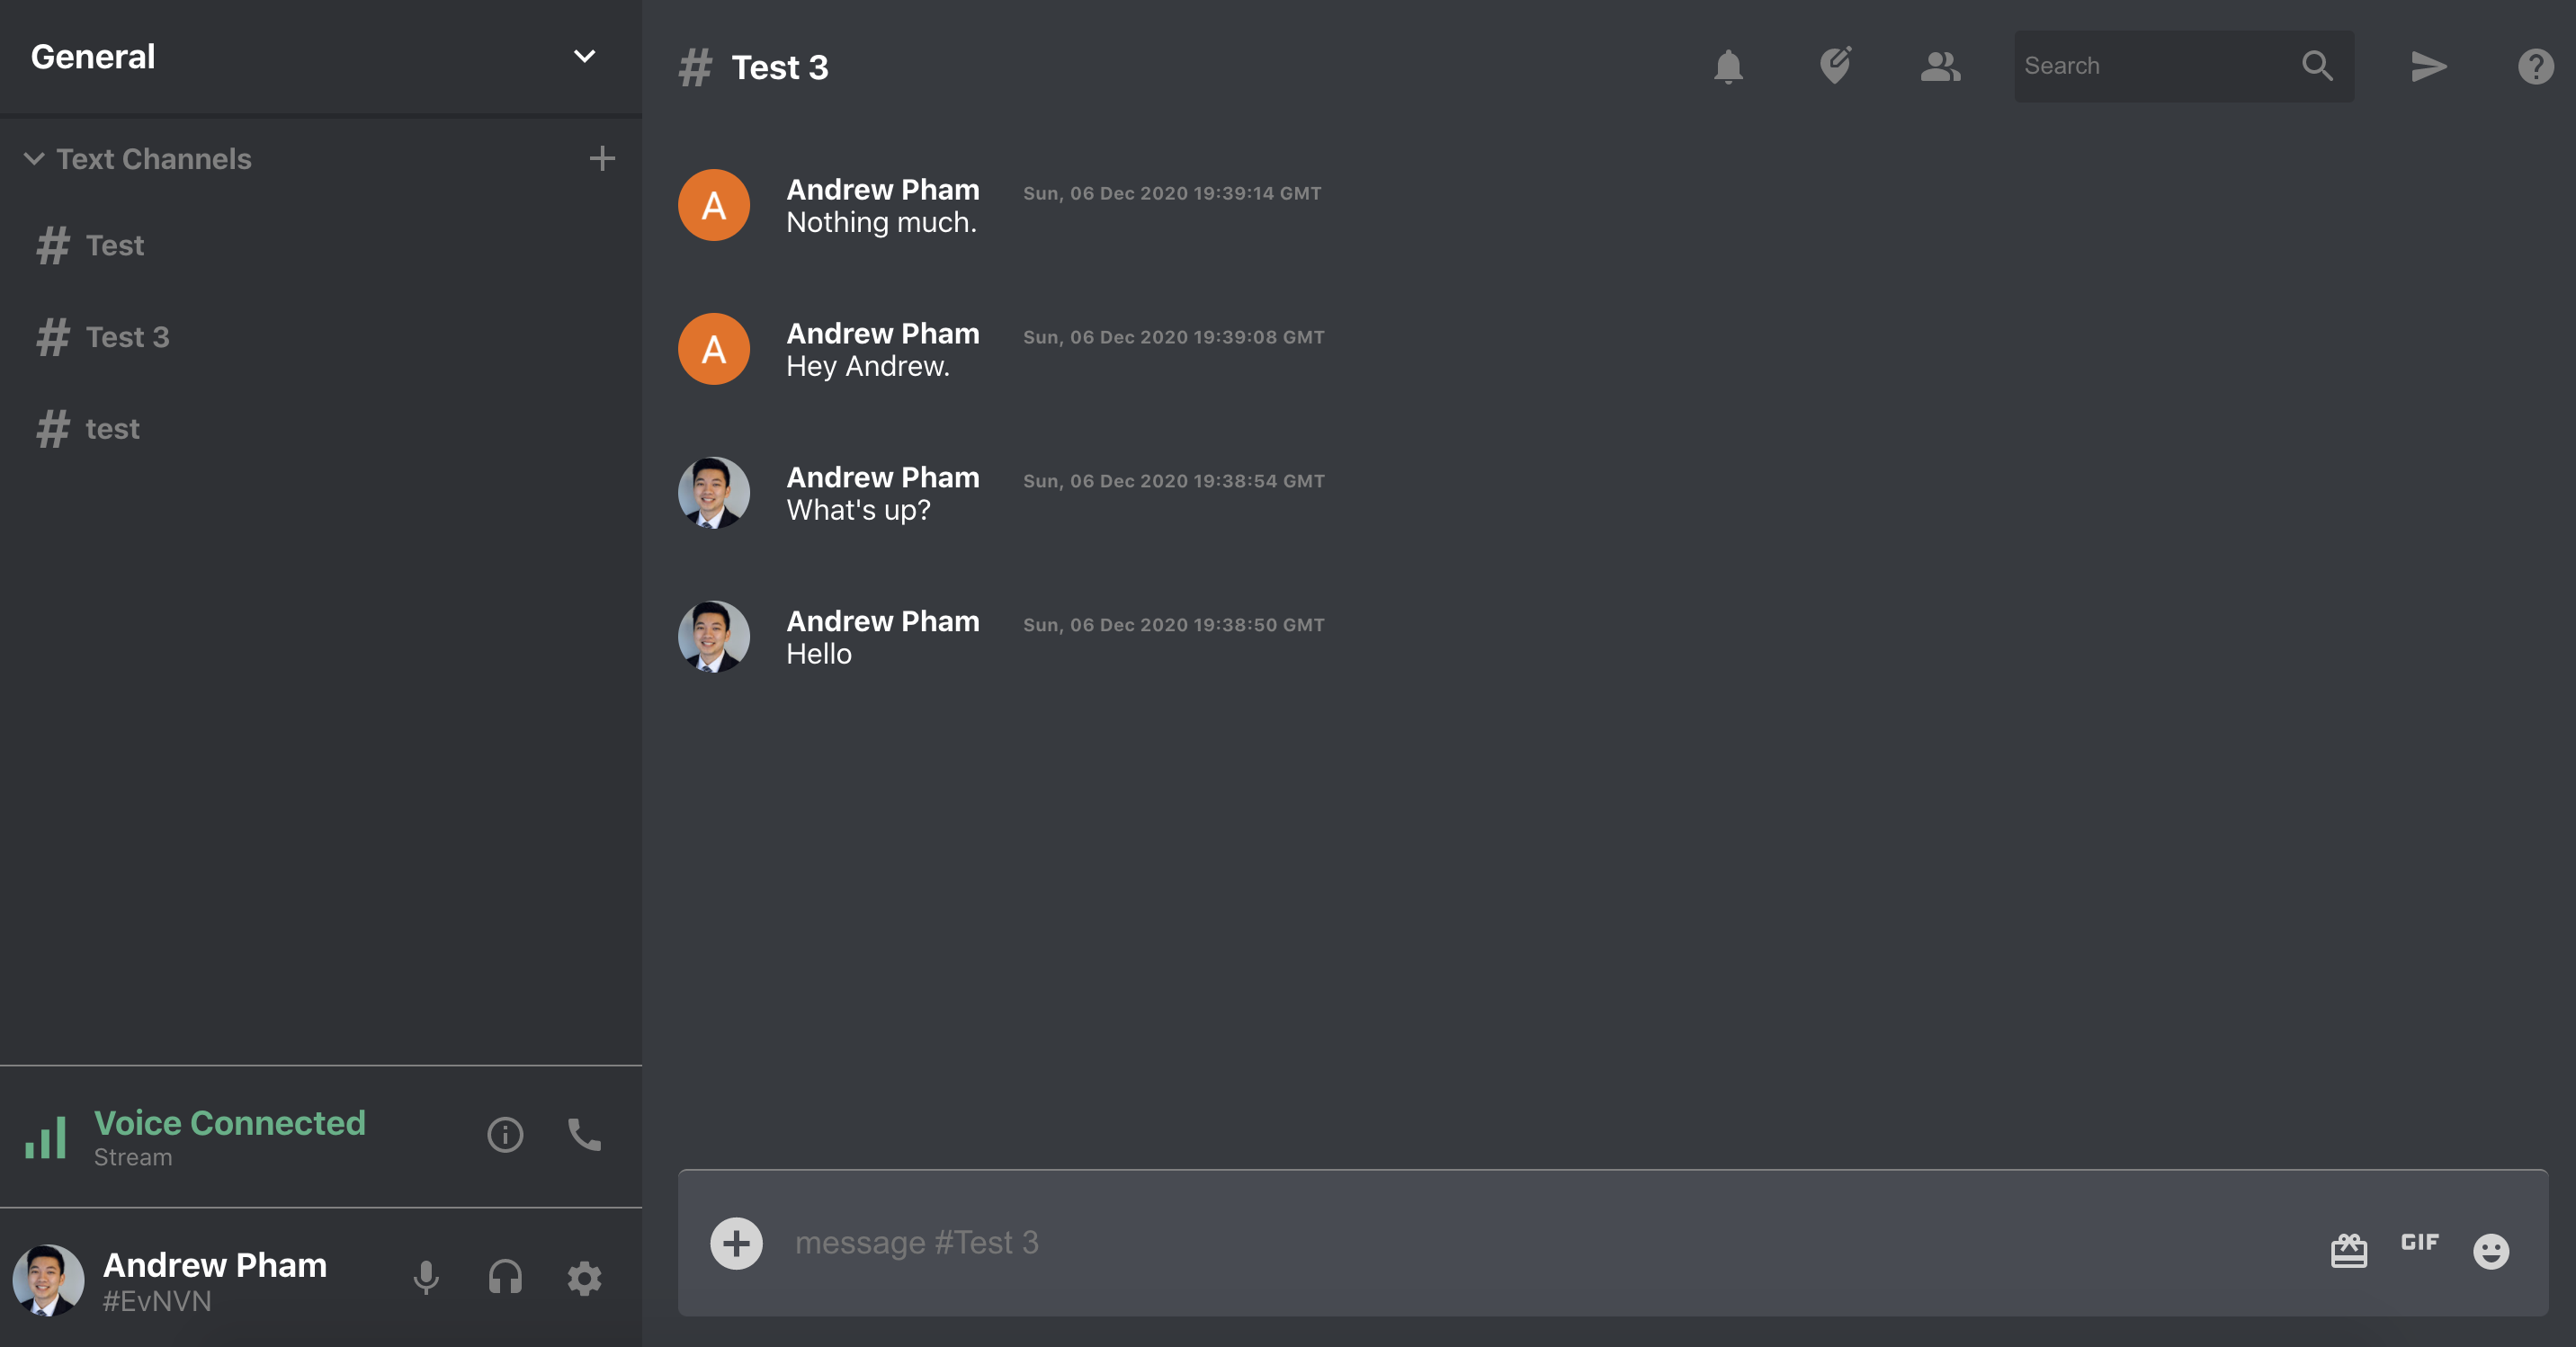 General
Text Channels
# Test
# Test 3
# test
Voice Connected
Stream
Andrew Pham
#EvNVN
# Test 3
Search
A
Andrew Pham Sun, 06 Dec 2020 19:39:14 GMT
Nothing much.
A
Andrew Pham Sun, 06 Dec 2020 19:39:08 GMT
Hey Andrew.
Andrew Pham Sun, 06 Dec 2020 19:38:54 GMT
What's up?
Andrew Pham Sun, 06 Dec 2020 19:38:50 GMT
Hello
message #Test 3
GIF